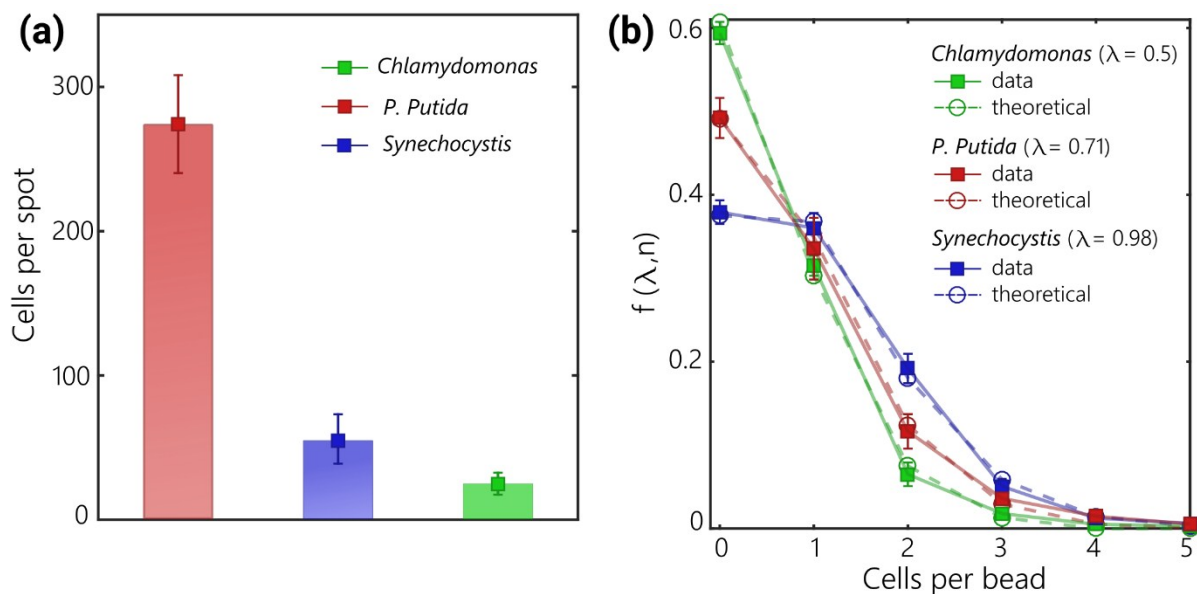 (a)
Cells per spot
300
200
100
0
Chlamydomonas
P. Putida
Synechocystis
(b)
f (λ,n)
0.6
0.4
0.2
0
Chlamydomonas (λ = 0.5)
data
theoretical
P. Putida (λ = 0.71)
data
theoretical
Synechocystis (λ = 0.98)
data
theoretical
0 1 2 3 4 5
Cells per bead